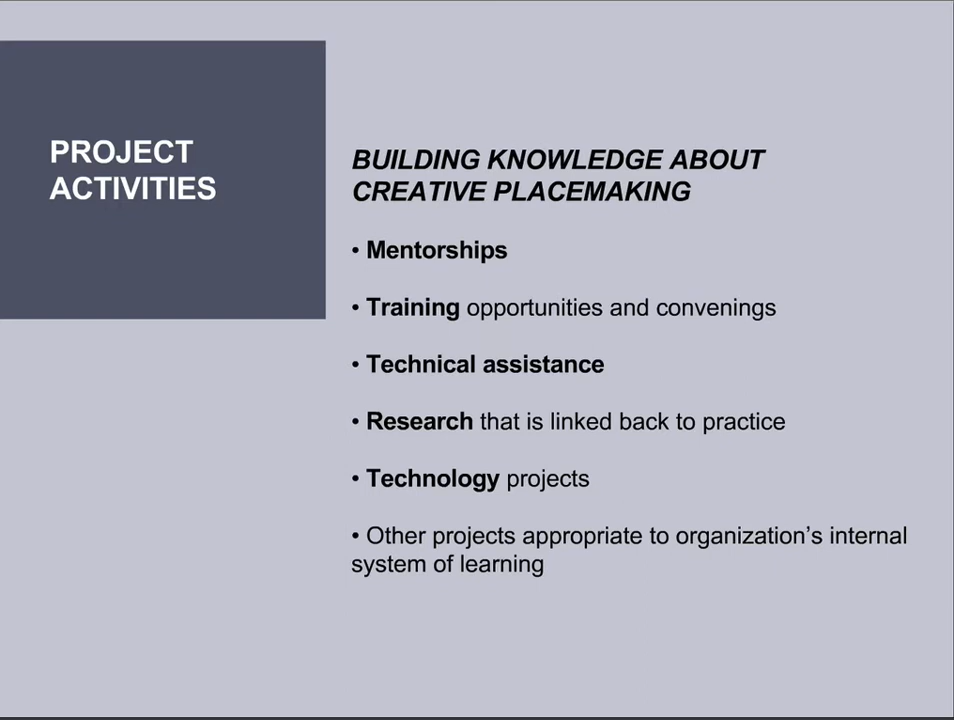 PROJECT
ACTIVITIES
BUILDING KNOWLEDGE ABOUT
CREATIVE PLACEMAKING
• Mentorships
• Training opportunities and convenings
• Technical assistance
• Research that is linked back to practice
• Technology projects
• Other projects appropriate to organization’s internal
system of learning